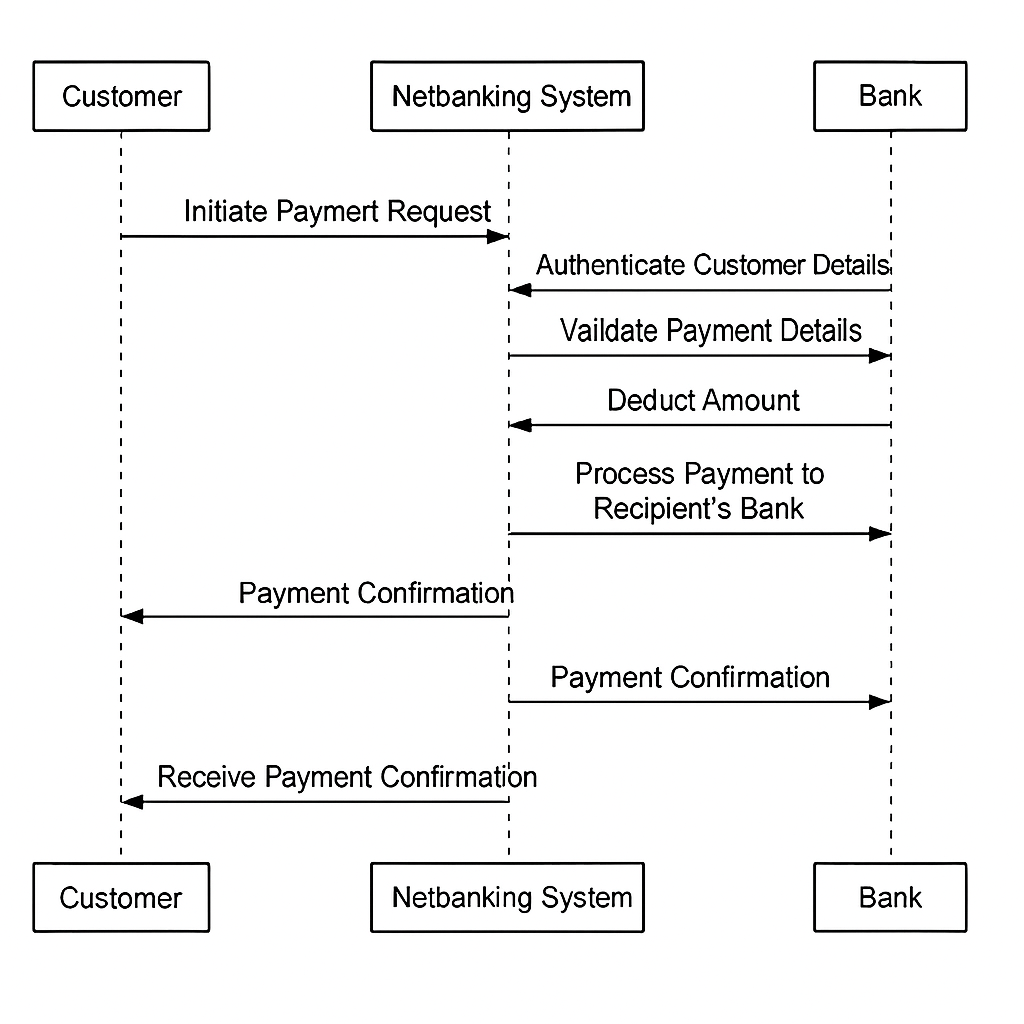 Customer
Netbanking System
Bank
Initiate Paymert Request
Authenticate Customer Details
Vaildate Payment Details
Deduct Amount
Process Payment to
Recipient’s Bank
Payment Confirmation
Payment Confirmation
Receive Payment Confirmation
Customer
Netbanking System
Bank